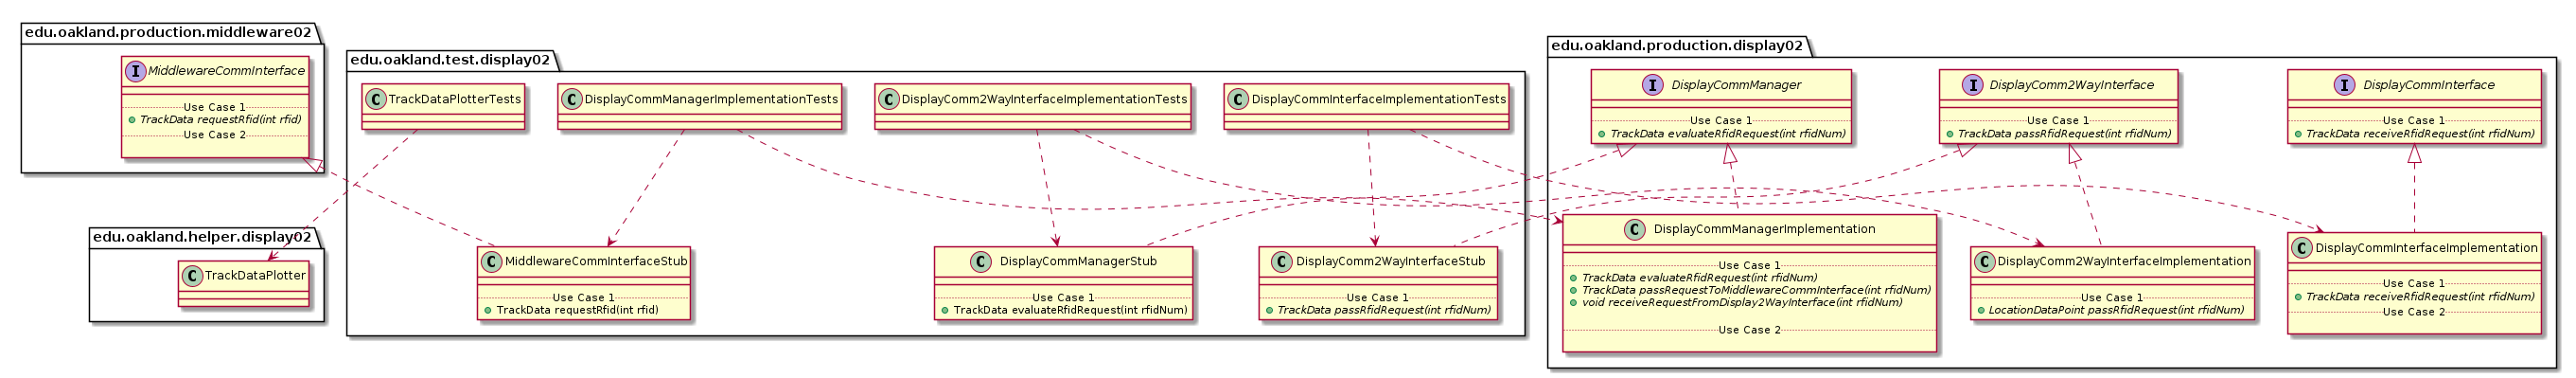 edu.oakland.production.middleware02
I MiddlewareCommInterface
Use Case 1
TrackData requestRfid(int rfid)
Use Case 2
edu.oakland.helper.display02
C TrackDataPlotter
edu.oakland.test.display02
C TrackDataPlotterTests
C DisplayCommManagerImplementationTests
C DisplayComm2WayInterfaceImplementationTests
C DisplayCommInterfaceImplementationTests
C MiddlewareCommInterfaceStub
Use Case 1
TrackData requestRfid(int rfid)
C DisplayCommManagerStub
Use Case 1
TrackData evaluateRfidRequest(int rfidNum)
C DisplayComm2WayInterfaceStub
Use Case 1
TrackData passRfidRequest(int rfidNum)
edu.oakland.production.display02
I DisplayCommManager
Use Case 1
TrackData evaluateRfidRequest(int rfidNum)
I DisplayComm2WayInterface
Use Case 1
TrackData passRfidRequest(int rfidNum)
I DisplayCommInterface
Use Case 1
TrackData receiveRfidRequest(int rfidNum)
C DisplayCommManagerImplementation
Use Case 1
TrackData evaluateRfidRequest(int rfidNum)
TrackData passRequestToMiddlewareCommInterface(int rfidNum)
void receiveRequestFromDisplay2WayInterface(int rfidNum)
Use Case 2
C DisplayComm2WayInterfaceImplementation
Use Case 1
LocationDataPoint passRfidRequest(int rfidNum)
C DisplayCommInterfaceImplementation
Use Case 1
TrackData receiveRfidRequest(int rfidNum)
Use Case 2